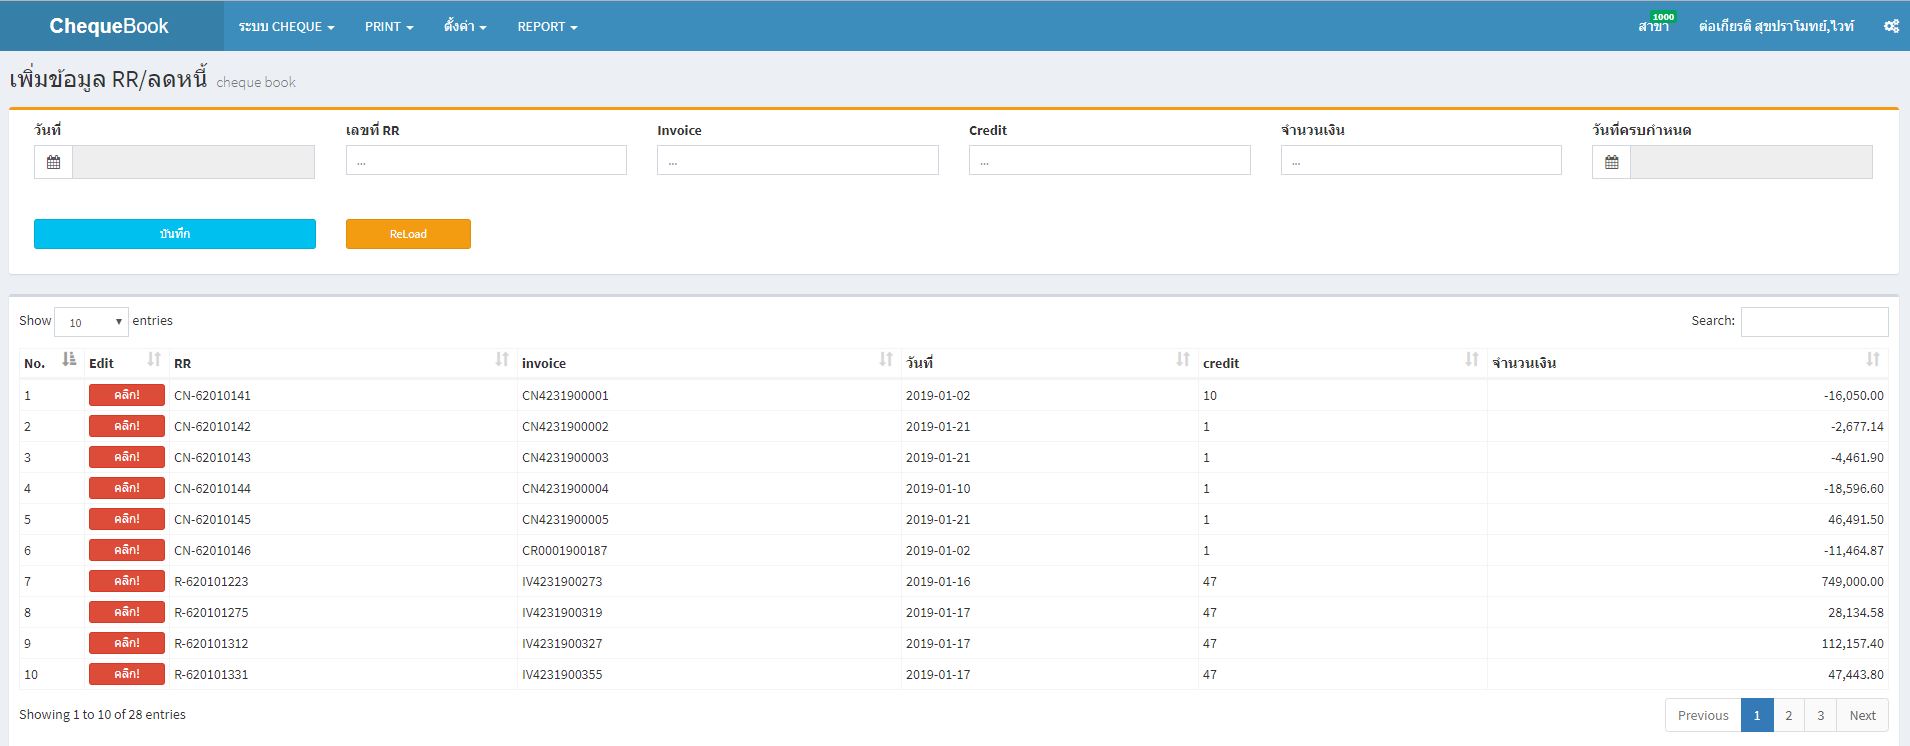 ChequeBook ระบบ CHEQUE PRINT ตั้งค่า REPORT สาขา 1000 ต่อเกียรติ สุขปราโมทย์,ไวท์
เพิ่มข้อมูล RR/ลดหนี้ cheque book
วันที่ เลขที่ RR Invoice Credit จำนวนเงิน วันที่ครบกำหนด
... ... ... ...
บันทึก ReLoad
Show 10 entries Search:
No. Edit RR invoice วันที่ credit จำนวนเงิน
1 คลิก! CN-62010141 CN4231900001 2019-01-02 10 -16,050.00
2 คลิก! CN-62010142 CN4231900002 2019-01-21 1 -2,677.14
3 คลิก! CN-62010143 CN4231900003 2019-01-21 1 -4,461.90
4 คลิก! CN-62010144 CN4231900004 2019-01-10 1 -18,596.60
5 คลิก! CN-62010145 CN4231900005 2019-01-21 1 46,491.50
6 คลิก! CN-62010146 CR0001900187 2019-01-02 1 -11,464.87
7 คลิก! R-620101223 IV4231900273 2019-01-16 47 749,000.00
8 คลิก! R-620101275 IV4231900319 2019-01-17 47 28,134.58
9 คลิก! R-620101312 IV4231900327 2019-01-17 47 112,157.40
10 คลิก! R-620101331 IV4231900355 2019-01-17 47 47,443.80
Showing 1 to 10 of 28 entries Previous 1 2 3 Next